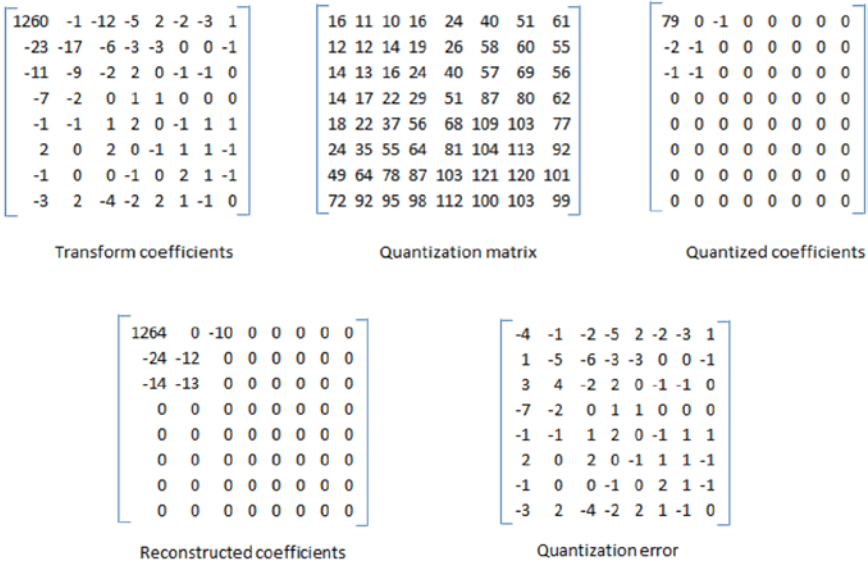 1260 -1 -12 -5 2 -2 -3 1
-23 -17 -6 -3 -3 0 0 -1
-11 -9 -2 2 0 -1 -1 0
-7 -2 0 1 1 0 0 0
-1 -1 1 2 0 -1 1 1
2 0 2 0 -1 1 1 -1
-1 0 0 -1 0 2 1 -1
-3 2 -4 -2 2 1 -1 0
Transform coefficients
16 11 10 16 24 40 51 61
12 12 14 19 26 58 60 55
14 13 16 24 40 57 69 56
14 17 22 29 51 87 80 62
18 22 37 56 68 109 103 77
24 35 55 64 81 104 113 92
49 64 78 87 103 121 120 101
72 92 95 98 112 100 103 99
Quantization matrix
79 0 -1 0 0 0 0 0
-2 -1 0 0 0 0 0 0
-1 -1 0 0 0 0 0 0
0 0 0 0 0 0 0 0
0 0 0 0 0 0 0 0
0 0 0 0 0 0 0 0
0 0 0 0 0 0 0 0
0 0 0 0 0 0 0 0
Quantized coefficients
1264 0 -10 0 0 0 0 0
-24 -12 0 0 0 0 0 0
-14 -13 0 0 0 0 0 0
0 0 0 0 0 0 0 0
0 0 0 0 0 0 0 0
0 0 0 0 0 0 0 0
0 0 0 0 0 0 0 0
0 0 0 0 0 0 0 0
Reconstructed coefficients
-4 -1 -2 -5 2 -2 -3 1
1 -5 -6 -3 -3 0 0 -1
3 4 -2 2 0 -1 -1 0
-7 -2 0 1 1 0 0 0
-1 -1 1 2 0 -1 1 1
2 0 2 0 -1 1 1 -1
-1 0 0 -1 0 2 1 -1
-3 2 -4 -2 2 1 -1 0
Quantization error